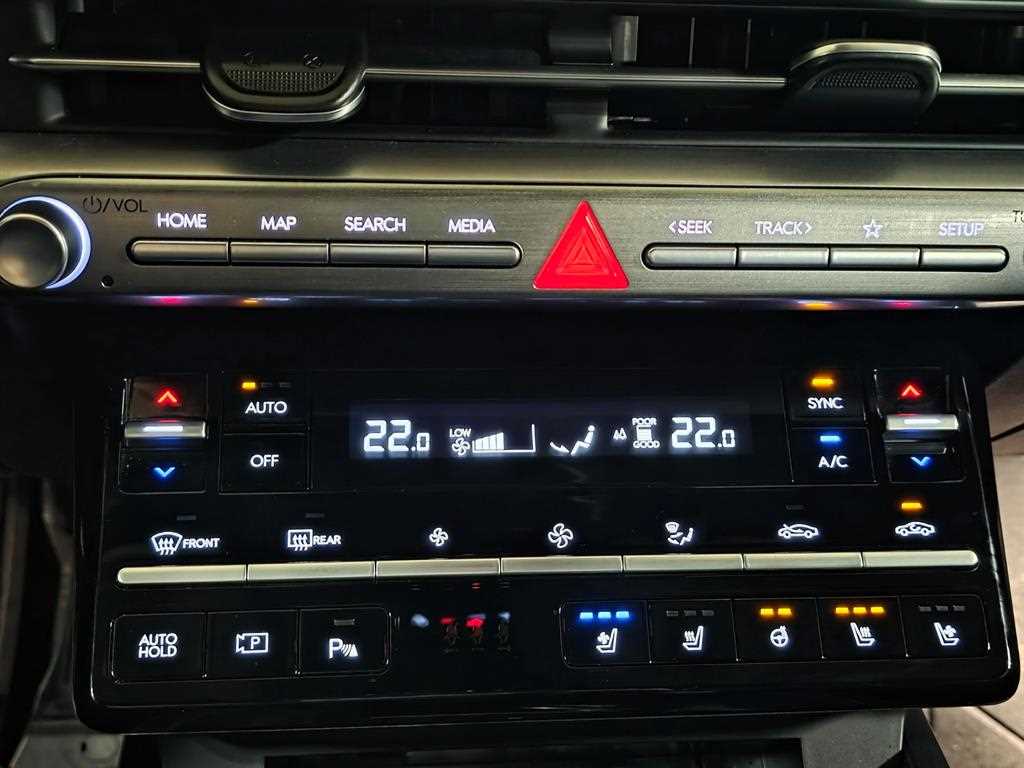 /VOL
HOME
MAP
SEARCH
MEDIA
<SEEK
TRACK>
SETUP
AUTO
OFF
22.0
LOW
POOR
GOOD
22.0
SYNC
A/C
FRONT
REAR
AUTO
HOLD
P
P